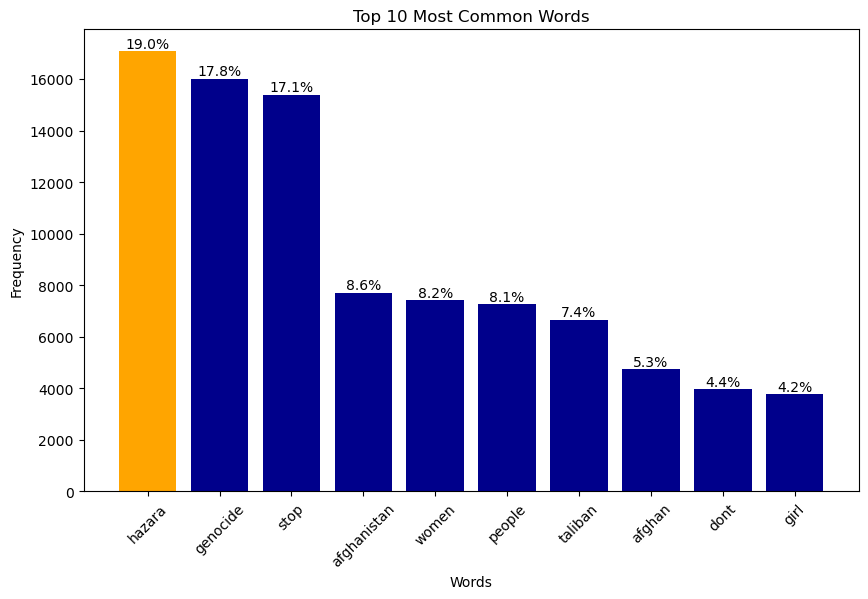 Top 10 Most Common Words
19.0%
17.8%
17.1%
8.6%
8.2%
8.1%
7.4%
5.3%
4.4%
4.2%
Frequency
16000
14000
12000
10000
8000
6000
4000
2000
0
hazara
genocide
stop
afghanistan
women
people
taliban
afghan
dont
girl
Words